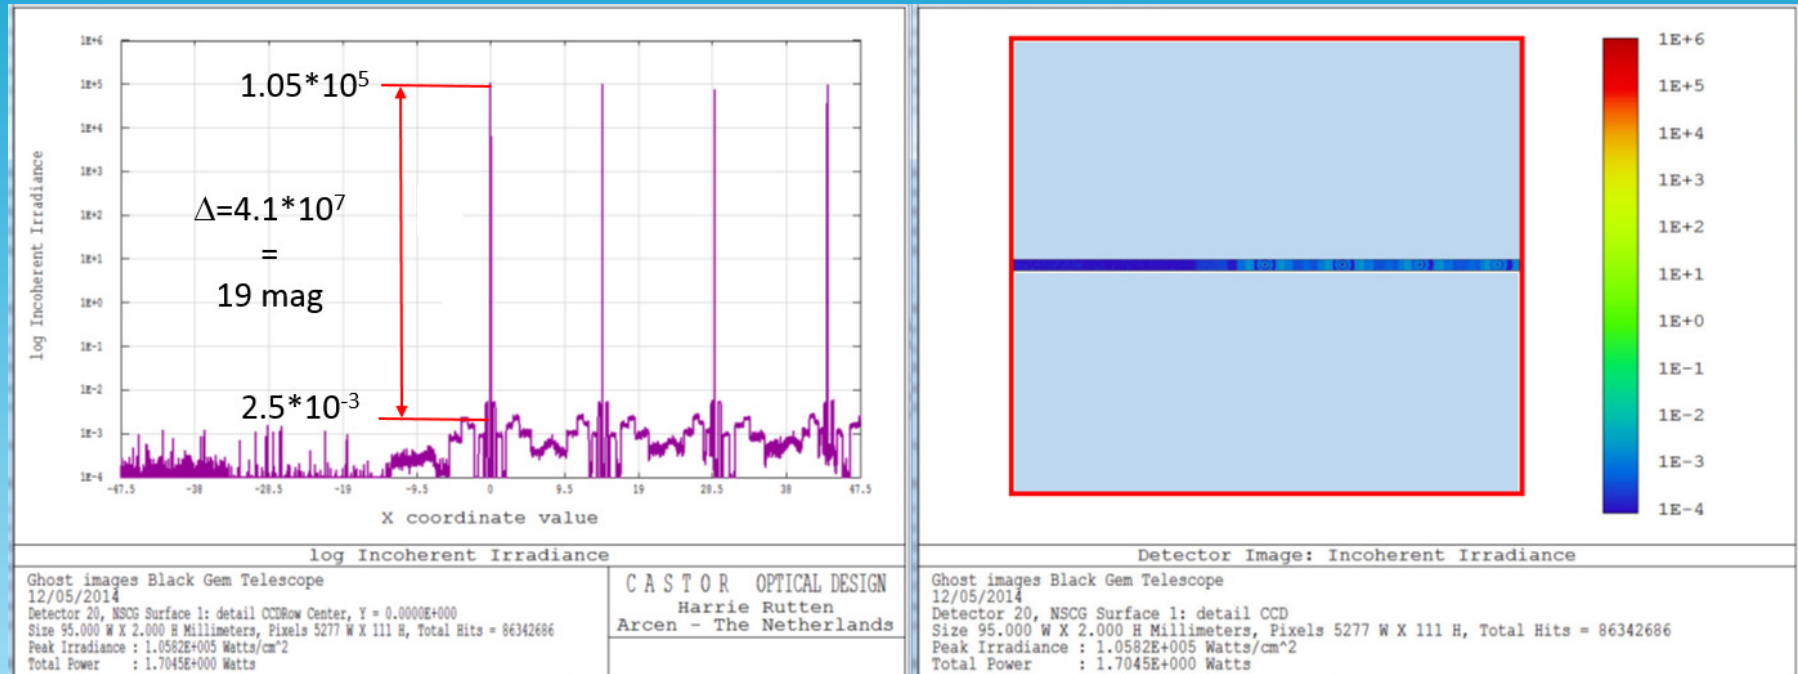 1E+6
1E+5
1E+4
1E+3
1E+2
1E+1
1E+0
1E-1
1E-2
1E-3
1E-4
log Incoherent Irradiance
1.05*10⁵
Δ=4.1*10⁷
=
19 mag
2.5*10⁻³
-47.5 -38 -28.5 -19 -9.5 0 9.5 19 28.5 38 47.5
X coordinate value
log Incoherent Irradiance
Ghost images Black Gem Telescope
12/05/2014
Detector 20, NSCG Surface 1: detail CCDRow Center, Y = 0.0000E+000
Size 95.000 W X 2.000 H Millimeters, Pixels 5277 W X 111 H, Total Hits = 86342686
Peak Irradiance : 1.0582E+005 Watts/cm^2
Total Power : 1.7045E+000 Watts
CASTOR OPTICAL DESIGN
Harrie Rutten
Arcen - The Netherlands
1E+6
1E+5
1E+4
1E+3
1E+2
1E+1
1E+0
1E-1
1E-2
1E-3
1E-4
Detector Image: Incoherent Irradiance
Ghost images Black Gem Telescope
12/05/2014
Detector 20, NSCG Surface 1: detail CCD
Size 95.000 W X 2.000 H Millimeters, Pixels 5277 W X 111 H, Total Hits = 86342686
Peak Irradiance : 1.0582E+005 Watts/cm^2
Total Power : 1.7045E+000 Watts